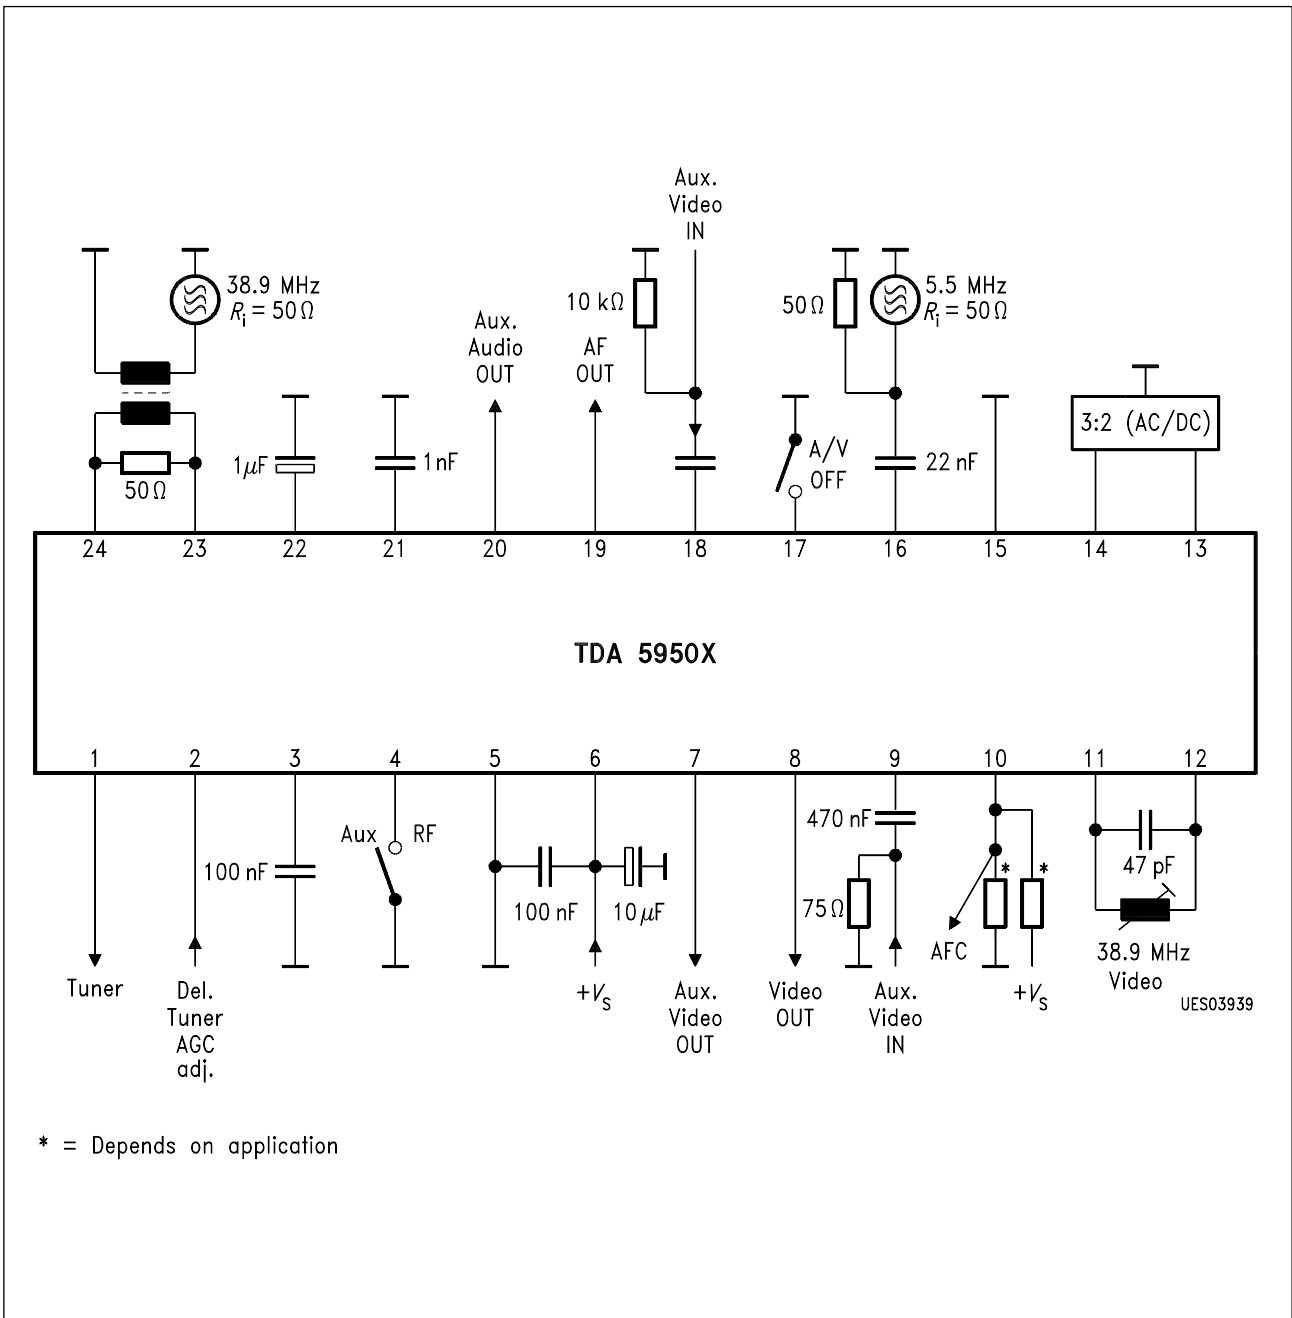 Aux.
Video
IN
38.9 MHz
Ri = 50 Ω
10 kΩ
50 Ω
5.5 MHz
Ri = 50 Ω
Aux.
Audio
OUT
AF
OUT
3:2 (AC/DC)
50 Ω
1 µF
1 nF
A/V
OFF
22 nF
24 23 22 21 20 19 18 17 16 15 14 13
TDA 5950X
1 2 3 4 5 6 7 8 9 10 11 12
Aux RF
100 nF
100 nF
10 µF
470 nF
75 Ω
*
*
AFC
47 pF
38.9 MHz
Video
Tuner
Del.
Tuner
AGC
adj.
+VS
Aux.
Video
OUT
Video
OUT
Aux.
Video
IN
+VS
UES03939
* = Depends on application